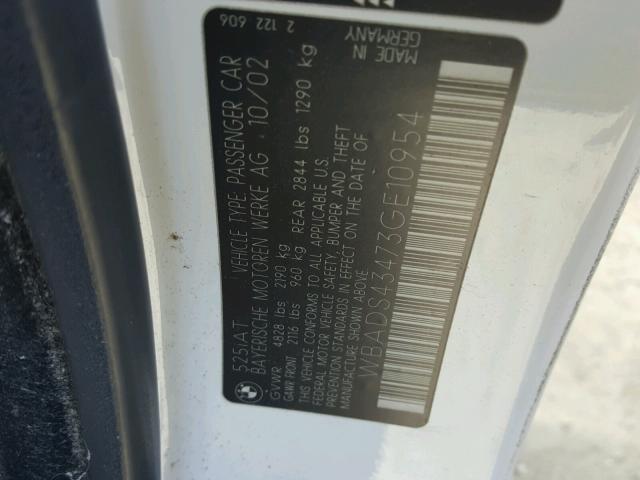 525iAT VEHICLE TYPE: PASSENGER CAR
BAYERISCHE MOTOREN WERKE AG 10/02
GVWR 4828 lbs 2190 kg
GAWR FRONT 2116 lbs 960 kg REAR 2844 lbs 1290 kg
THIS VEHICLE CONFORMS TO ALL APPLICABLE U.S.
FEDERAL MOTOR VEHICLE SAFETY, BUMPER AND THEFT
PREVENTION STANDARDS IN EFFECT ON THE DATE OF
MANUFACTURE SHOWN ABOVE.
WBADS43473GE10954
2 122 606
MADE IN
GERMANY